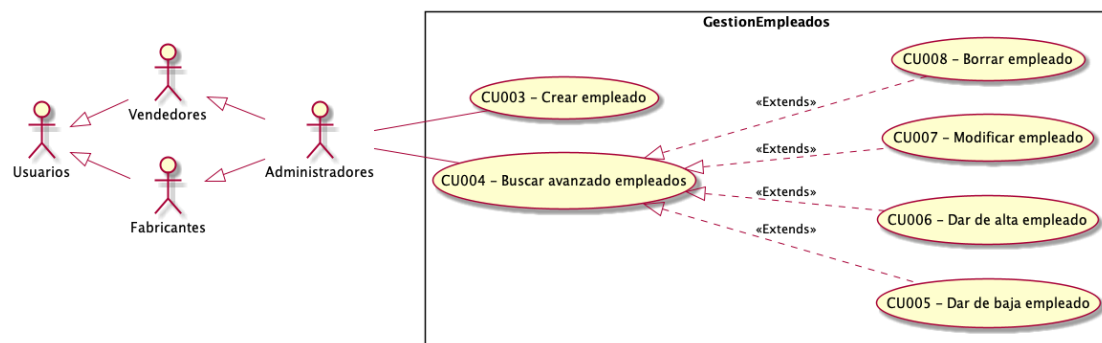 GestionEmpleados
CU008 – Borrar empleado
CU003 – Crear empleado
«Extends»
Vendedores
CU007 – Modificar empleado
«Extends»
Usuarios
Administradores
CU004 – Buscar avanzado empleados
«Extends»
CU006 – Dar de alta empleado
Fabricantes
«Extends»
CU005 – Dar de baja empleado